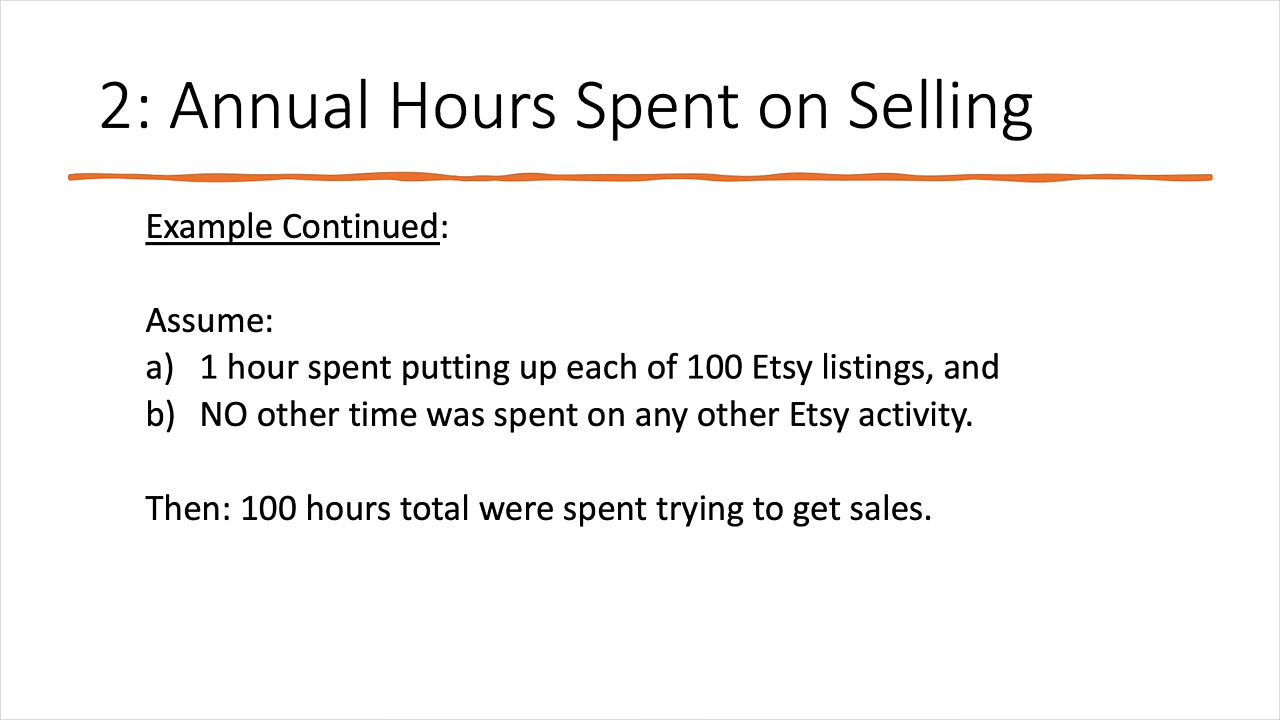 2: Annual Hours Spent on Selling
Example Continued:
Assume:
a) 1 hour spent putting up each of 100 Etsy listings, and
b) NO other time was spent on any other Etsy activity.
Then: 100 hours total were spent trying to get sales.